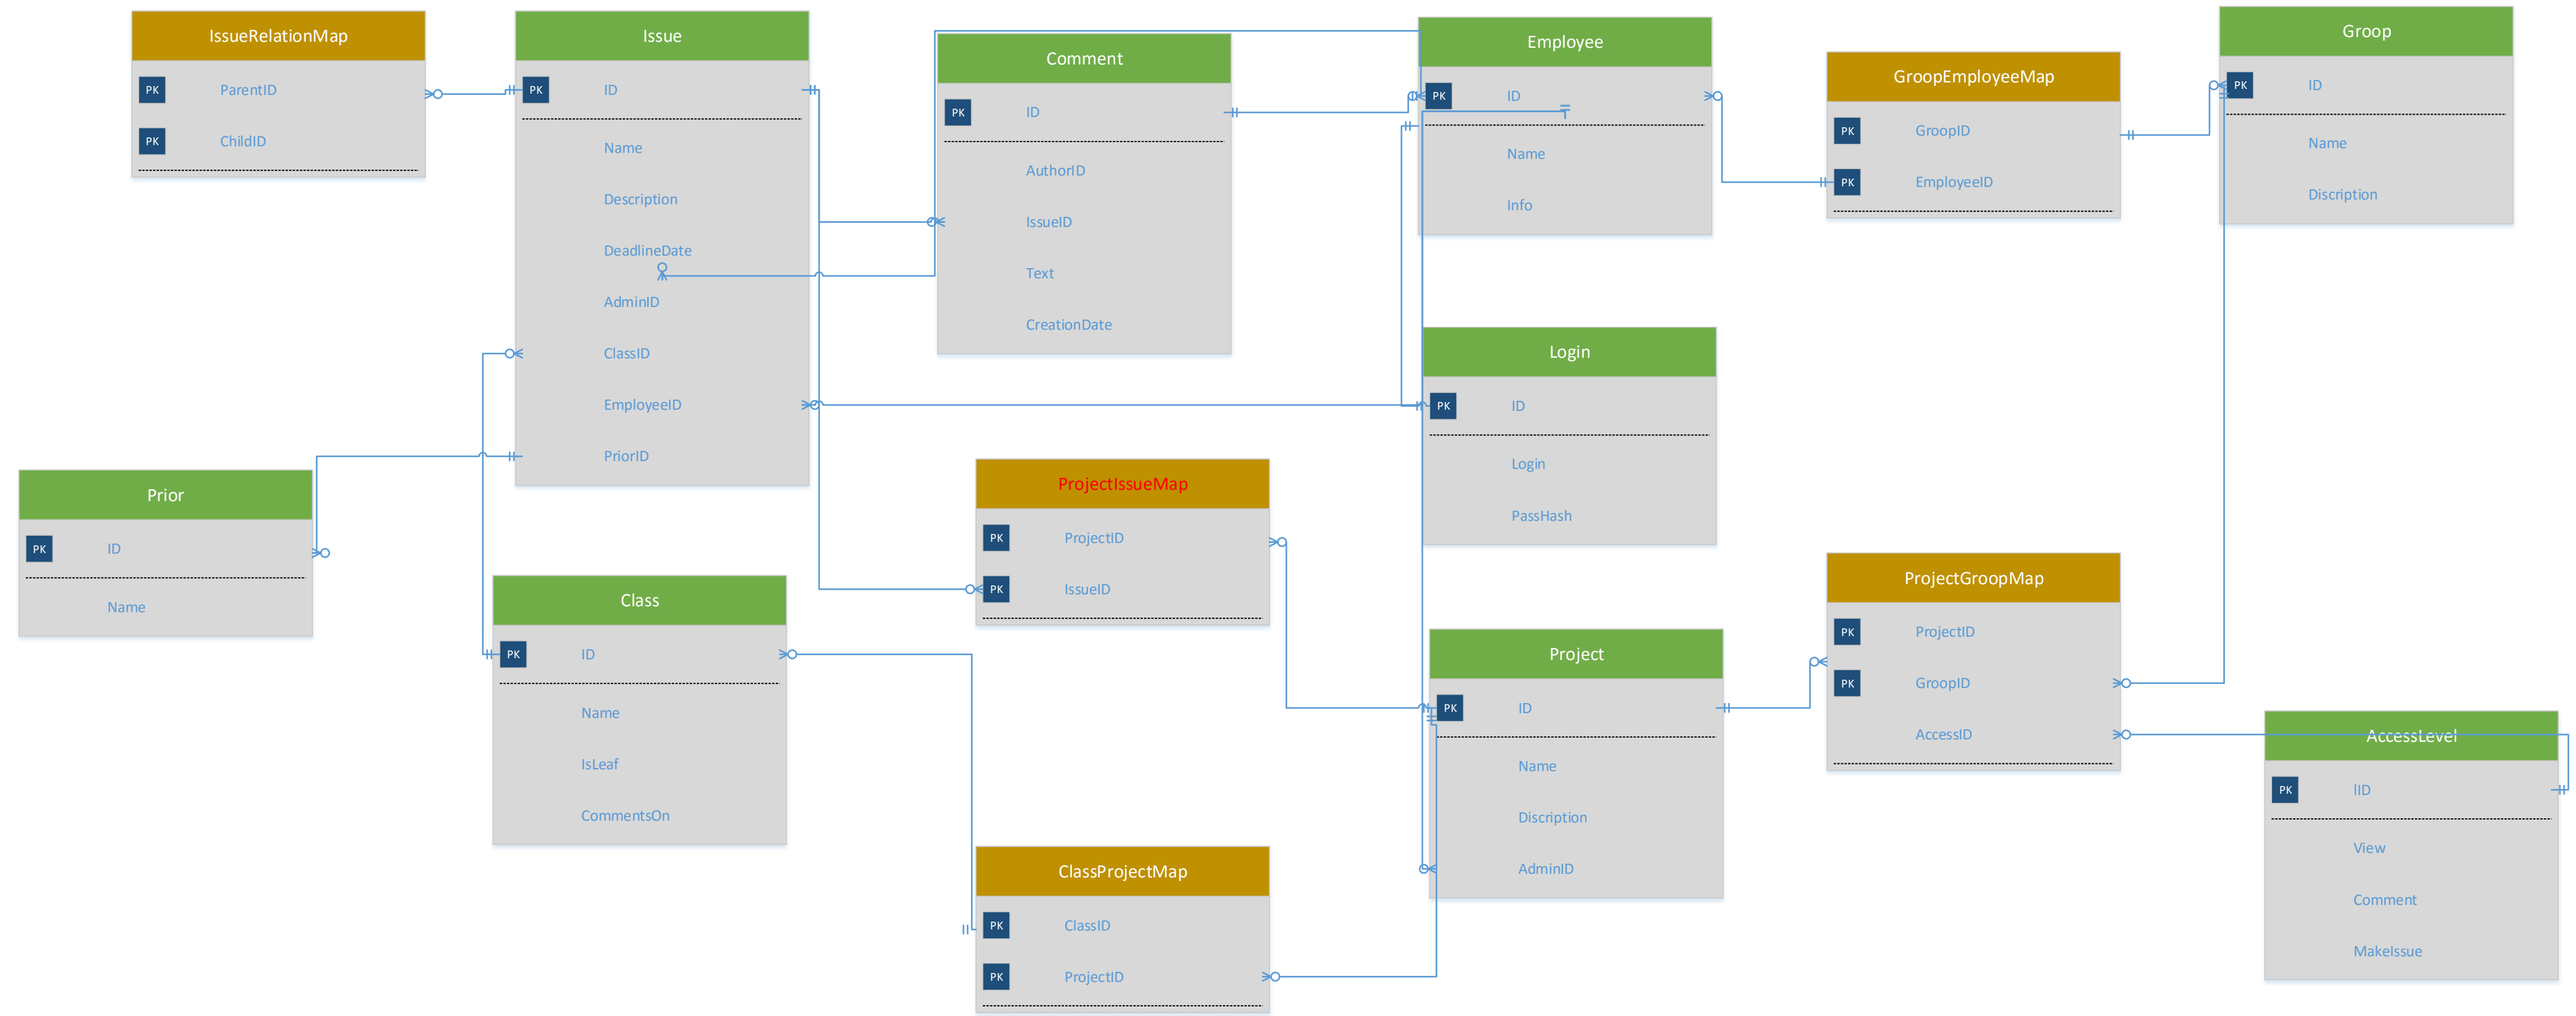 IssueRelationMap
PK ParentID
PK ChildID
Issue
PK ID
Name
Description
DeadlineDate
AdminID
ClassID
EmployeeID
PriorID
Comment
PK ID
AuthorID
IssueID
Text
CreationDate
Employee
PK ID
Name
Info
GroopEmployeeMap
PK GroopID
PK EmployeeID
Groop
PK ID
Name
Discription
Login
PK ID
Login
PassHash
Prior
PK ID
Name
Class
PK ID
Name
IsLeaf
CommentsOn
ProjectIssueMap
PK ProjectID
PK IssueID
Project
PK ID
Name
Discription
AdminID
ProjectGroopMap
PK ProjectID
PK GroopID
AccessID
AccessLevel
PK IID
View
Comment
MakeIssue
ClassProjectMap
PK ClassID
PK ProjectID